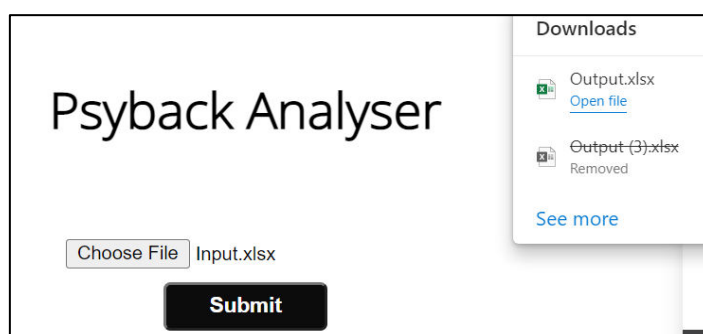 Psyback Analyser
Choose File Input.xlsx
Submit
Downloads
Output.xlsx
Open file
Output (3).xlsx
Removed
See more